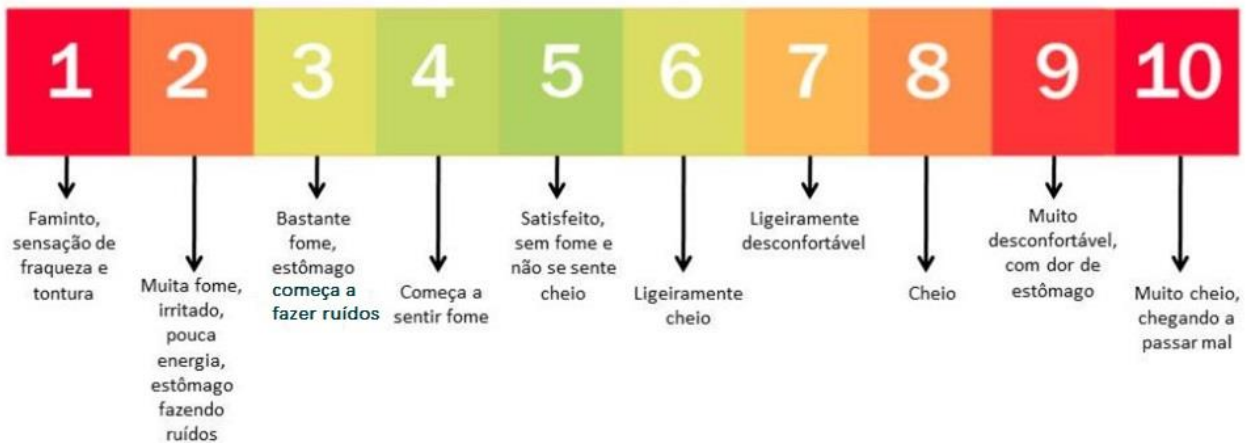 1 2 3 4 5 6 7 8 9 10
Faminto,
sensação de
fraqueza e
tontura
Muita fome,
irritado,
pouca
energia,
estômago
fazendo
ruídos
Bastante
fome,
estômago
começa a
fazer ruídos
Começa a
sentir fome
Satisfeito,
sem fome e
não se sente
cheio
Ligeiramente
cheio
Ligeiramente
desconfortável
Cheio
Muito
desconfortável,
com dor de
estômago
Muito cheio,
chegando a
passar mal